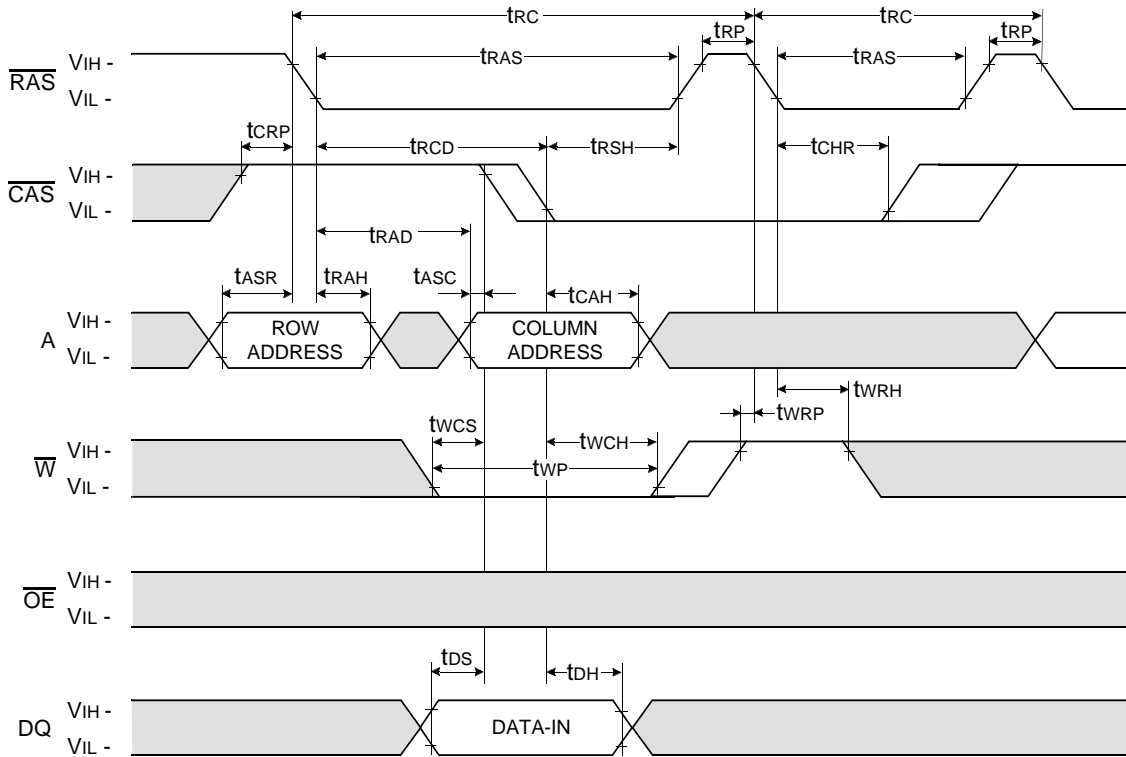 tRC tRC
tRP tRP
VIH -
RAS
tRAS tRAS
VIL -
tCRP tRCD tRSH tCHR
VIH -
CAS
VIL -
tRAD
tASR tRAH tASC tCAH
VIH -
A
ROW ADDRESS
COLUMN ADDRESS
VIL -
tWRH
tWRP
tWCS tWCH
VIH -
W
tWP
VIL -
VIH -
OE
VIL -
tDS tDH
VIH -
DQ
DATA-IN
VIL -